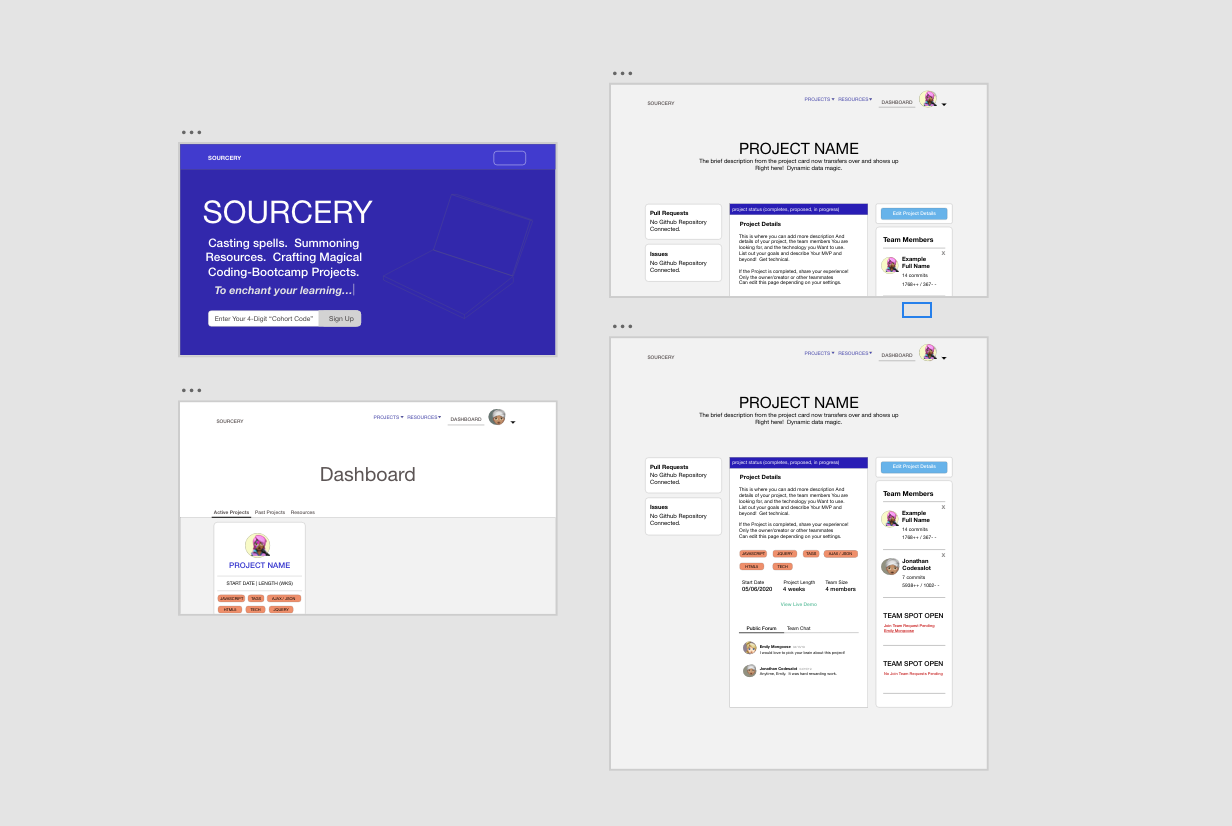 SOURCERY
SOURCERY
Casting spells. Summoning
Resources. Crafting Magical
Coding-Bootcamp Projects.
To enchant your learning...|
Enter Your 4-Digit “Cohort Code” Sign Up
SOURCERY
PROJECTS RESOURCES DASHBOARD
Dashboard
Active Projects Past Projects Resources
PROJECT NAME
START DATE | LENGTH (WKS)
JAVASCRIPT TAGS AJAX / JSON
HTML5 TECH JQUERY
SOURCERY
PROJECTS RESOURCES DASHBOARD
PROJECT NAME
The brief description from the project card now transfers over and shows up
Right here! Dynamic data magic.
Pull Requests
No Github Repository
Connected.
Issues
No Github Repository
Connected.
project status (completes, proposed, in progress)
Project Details
This is where you can add more description And
details of your project, the team members You are
looking for, and the technology you Want to use.
List out your goals and describe Your MVP and
beyond! Get technical.
If the Project is completed, share your experience!
Only the owner/creator or other teammates
Can edit this page depending on your settings.
Edit Project Details
Team Members
X
Example
Full Name
14 commits
1768++ / 367- -
SOURCERY
PROJECTS RESOURCES DASHBOARD
PROJECT NAME
The brief description from the project card now transfers over and shows up
Right here! Dynamic data magic.
Pull Requests
No Github Repository
Connected.
Issues
No Github Repository
Connected.
project status (completes, proposed, in progress)
Project Details
This is where you can add more description And
details of your project, the team members You are
looking for, and the technology you Want to use.
List out your goals and describe Your MVP and
beyond! Get technical.
If the Project is completed, share your experience!
Only the owner/creator or other teammates
Can edit this page depending on your settings.
JAVASCRIPT JQUERY TAGS AJAX / JSON
HTML5 TECH
Start Date Project Length Team Size
05/06/2020 4 weeks 4 members
View Live Demo
Public Forum Team Chat
Emily Mongoose
I would love to pick your brain about this project!
Jonathan Codesalot
Anytime, Emily. It was hard rewarding work.
Edit Project Details
Team Members
X
Example
Full Name
14 commits
1768++ / 367- -
X
Jonathan
Codesalot
7 commits
5938++ / 1003- -
TEAM SPOT OPEN
Join Team Request Pending
Emily Mongoose
TEAM SPOT OPEN
No Join Team Requests Pending